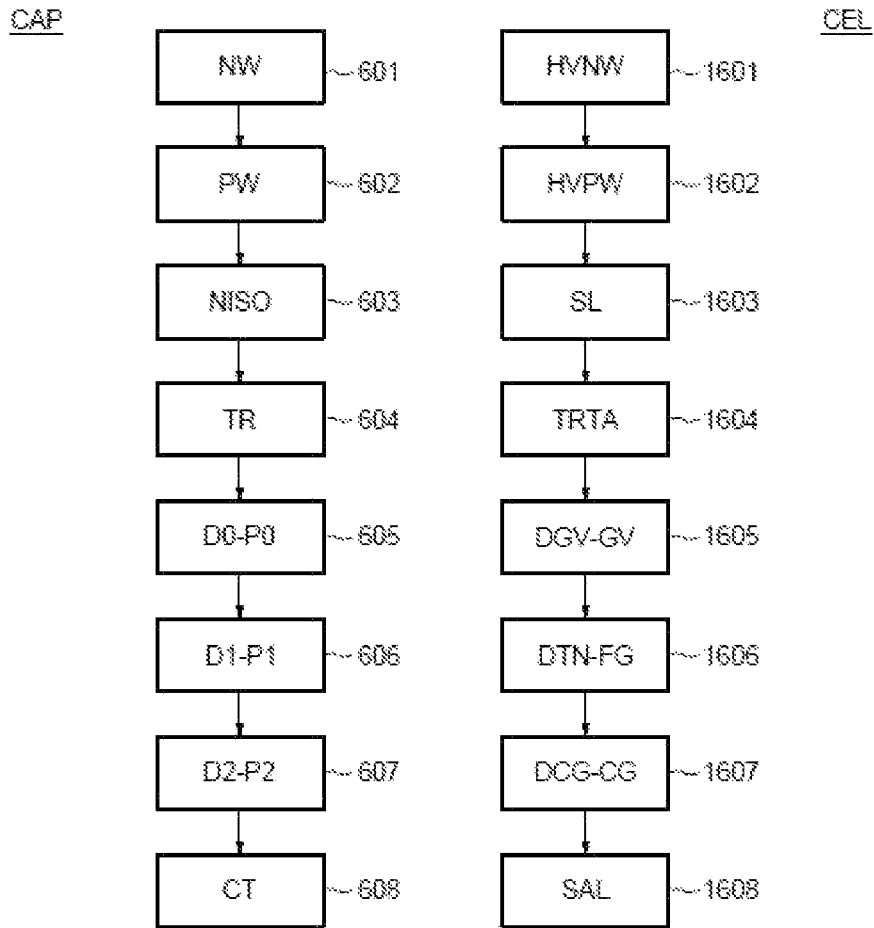 CAP
CEL
NW
601
HVNW
1601
PW
602
HVPW
1602
NISO
603
SL
1603
TR
604
TRTA
1604
D0-P0
605
DGV-GV
1605
D1-P1
606
DTN-FG
1606
D2-P2
607
DCG-CG
1607
CT
608
SAL
1608